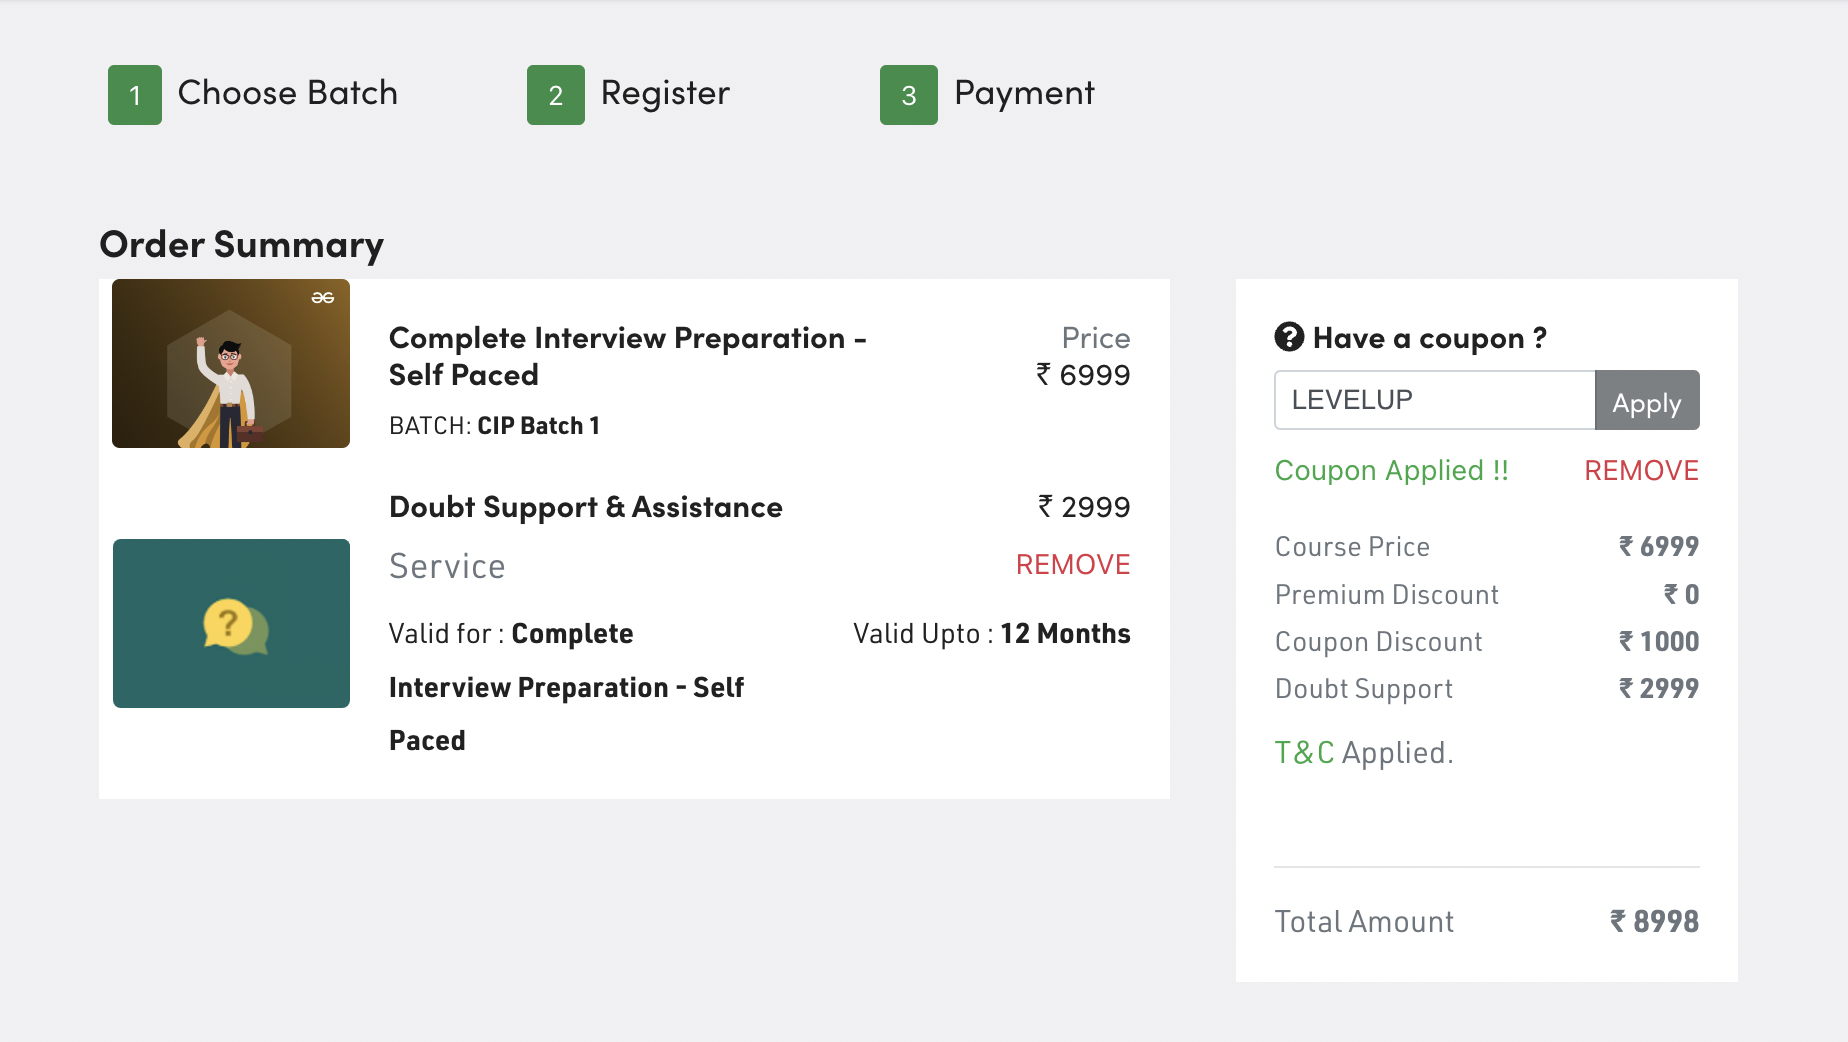 1 Choose Batch 2 Register 3 Payment
Order Summary
Complete Interview Preparation - Price
Self Paced ₹ 6999
BATCH: CIP Batch 1
Doubt Support & Assistance ₹ 2999
Service REMOVE
Valid for : Complete Valid Upto : 12 Months
Interview Preparation - Self
Paced
?
? Have a coupon ?
LEVELUP Apply
Coupon Applied !! REMOVE
Course Price ₹ 6999
Premium Discount ₹ 0
Coupon Discount ₹ 1000
Doubt Support ₹ 2999
T&C Applied.
Total Amount ₹ 8998